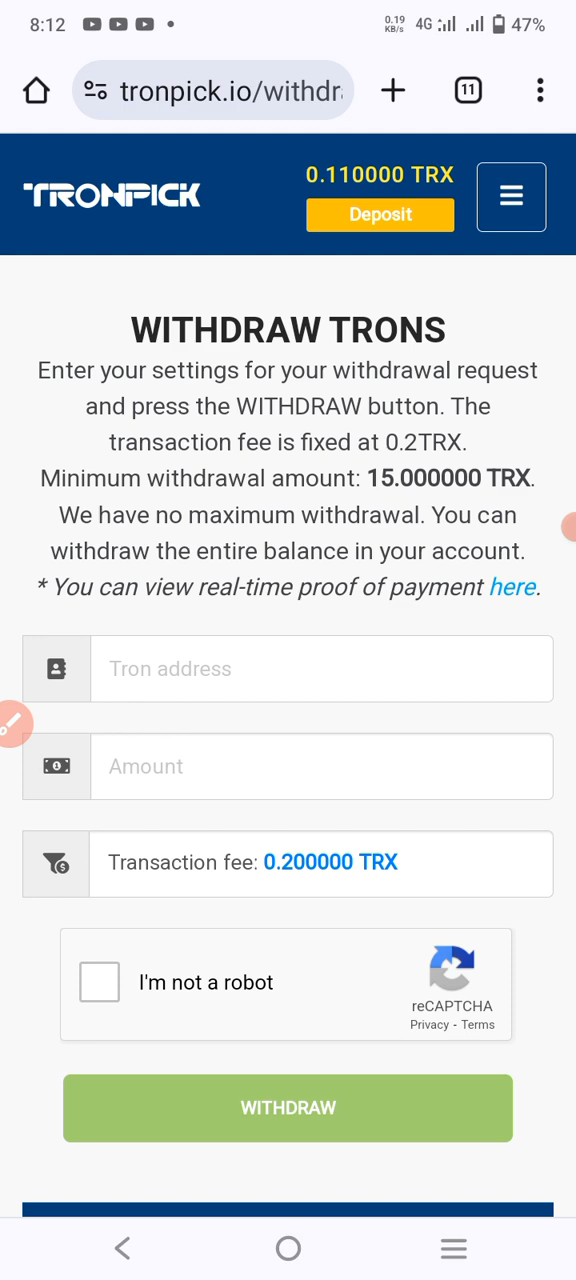 8:12
0.19 KB/s 4G 47%
tronpick.io/withdr
11
TRONPICK
0.110000 TRX
Deposit
WITHDRAW TRONS
Enter your settings for your withdrawal request
and press the WITHDRAW button. The
transaction fee is fixed at 0.2TRX.
Minimum withdrawal amount: 15.000000 TRX.
We have no maximum withdrawal. You can
withdraw the entire balance in your account.
* You can view real-time proof of payment here.
Tron address
Amount
Transaction fee: 0.200000 TRX
I'm not a robot
reCAPTCHA
Privacy - Terms
WITHDRAW